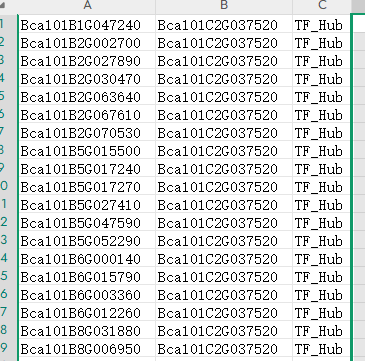 A B C
1 Bca101B1G047240 Bca101C2G037520 TF_Hub
2 Bca101B2G002700 Bca101C2G037520 TF_Hub
3 Bca101B2G027890 Bca101C2G037520 TF_Hub
4 Bca101B2G030470 Bca101C2G037520 TF_Hub
5 Bca101B2G063640 Bca101C2G037520 TF_Hub
6 Bca101B2G067610 Bca101C2G037520 TF_Hub
7 Bca101B2G070530 Bca101C2G037520 TF_Hub
8 Bca101B5G015500 Bca101C2G037520 TF_Hub
9 Bca101B5G017240 Bca101C2G037520 TF_Hub
0 Bca101B5G017270 Bca101C2G037520 TF_Hub
1 Bca101B5G027410 Bca101C2G037520 TF_Hub
2 Bca101B5G047590 Bca101C2G037520 TF_Hub
3 Bca101B5G052290 Bca101C2G037520 TF_Hub
4 Bca101B6G000140 Bca101C2G037520 TF_Hub
5 Bca101B6G015790 Bca101C2G037520 TF_Hub
6 Bca101B6G003360 Bca101C2G037520 TF_Hub
7 Bca101B6G012260 Bca101C2G037520 TF_Hub
8 Bca101B8G031880 Bca101C2G037520 TF_Hub
9 Bca101B8G006950 Bca101C2G037520 TF_Hub